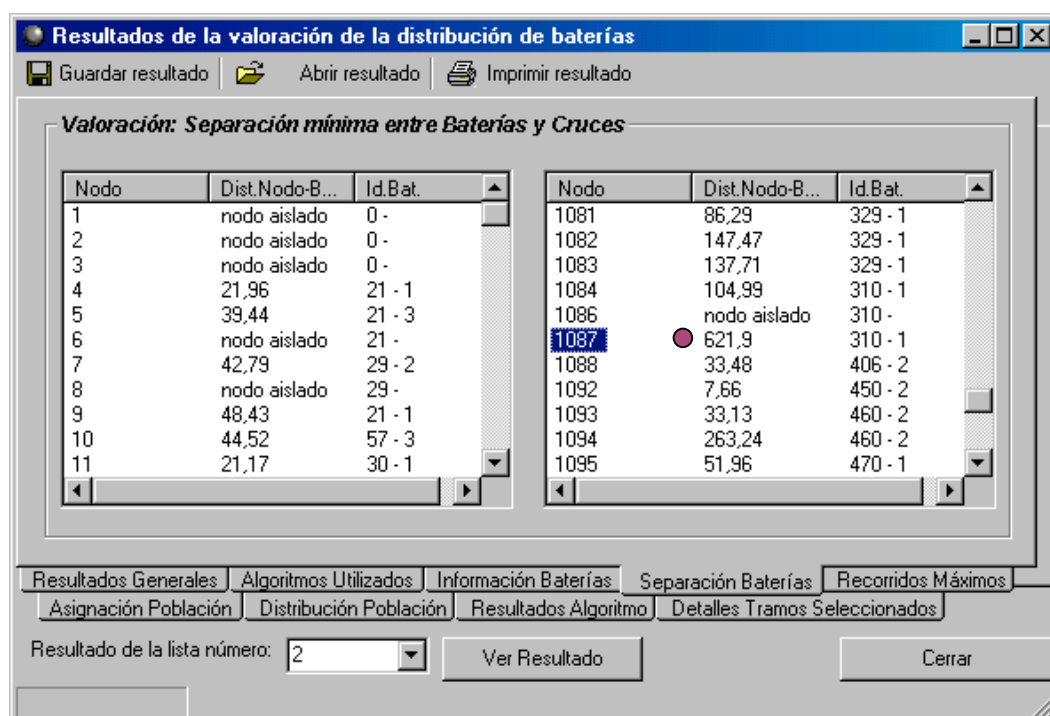 Resultados de la valoración de la distribución de baterías
Guardar resultado Abrir resultado Imprimir resultado
Valoración: Separación mínima entre Baterías y Cruces
Nodo Dist.Nodo-B... Id.Bat.
1 nodo aislado 0 -
2 nodo aislado 0 -
3 nodo aislado 0 -
4 21,96 21 - 1
5 39,44 21 - 3
6 nodo aislado 21 -
7 42,79 29 - 2
8 nodo aislado 29 -
9 48,43 21 - 1
10 44,52 57 - 3
11 21,17 30 - 1
Nodo Dist.Nodo-B... Id.Bat.
1081 86,29 329 - 1
1082 147,47 329 - 1
1083 137,71 329 - 1
1084 104,99 310 - 1
1086 nodo aislado 310 -
1087 621,9 310 - 1
1088 33,48 406 - 2
1092 7,66 450 - 2
1093 33,13 460 - 2
1094 263,24 460 - 2
1095 51,96 470 - 1
Resultados Generales Algoritmos Utilizados Información Baterías Separación Baterías Recorridos Máximos
Asignación Población Distribución Población Resultados Algoritmo Detalles Tramos Seleccionados
Resultado de la lista número: 2 Ver Resultado Cerrar